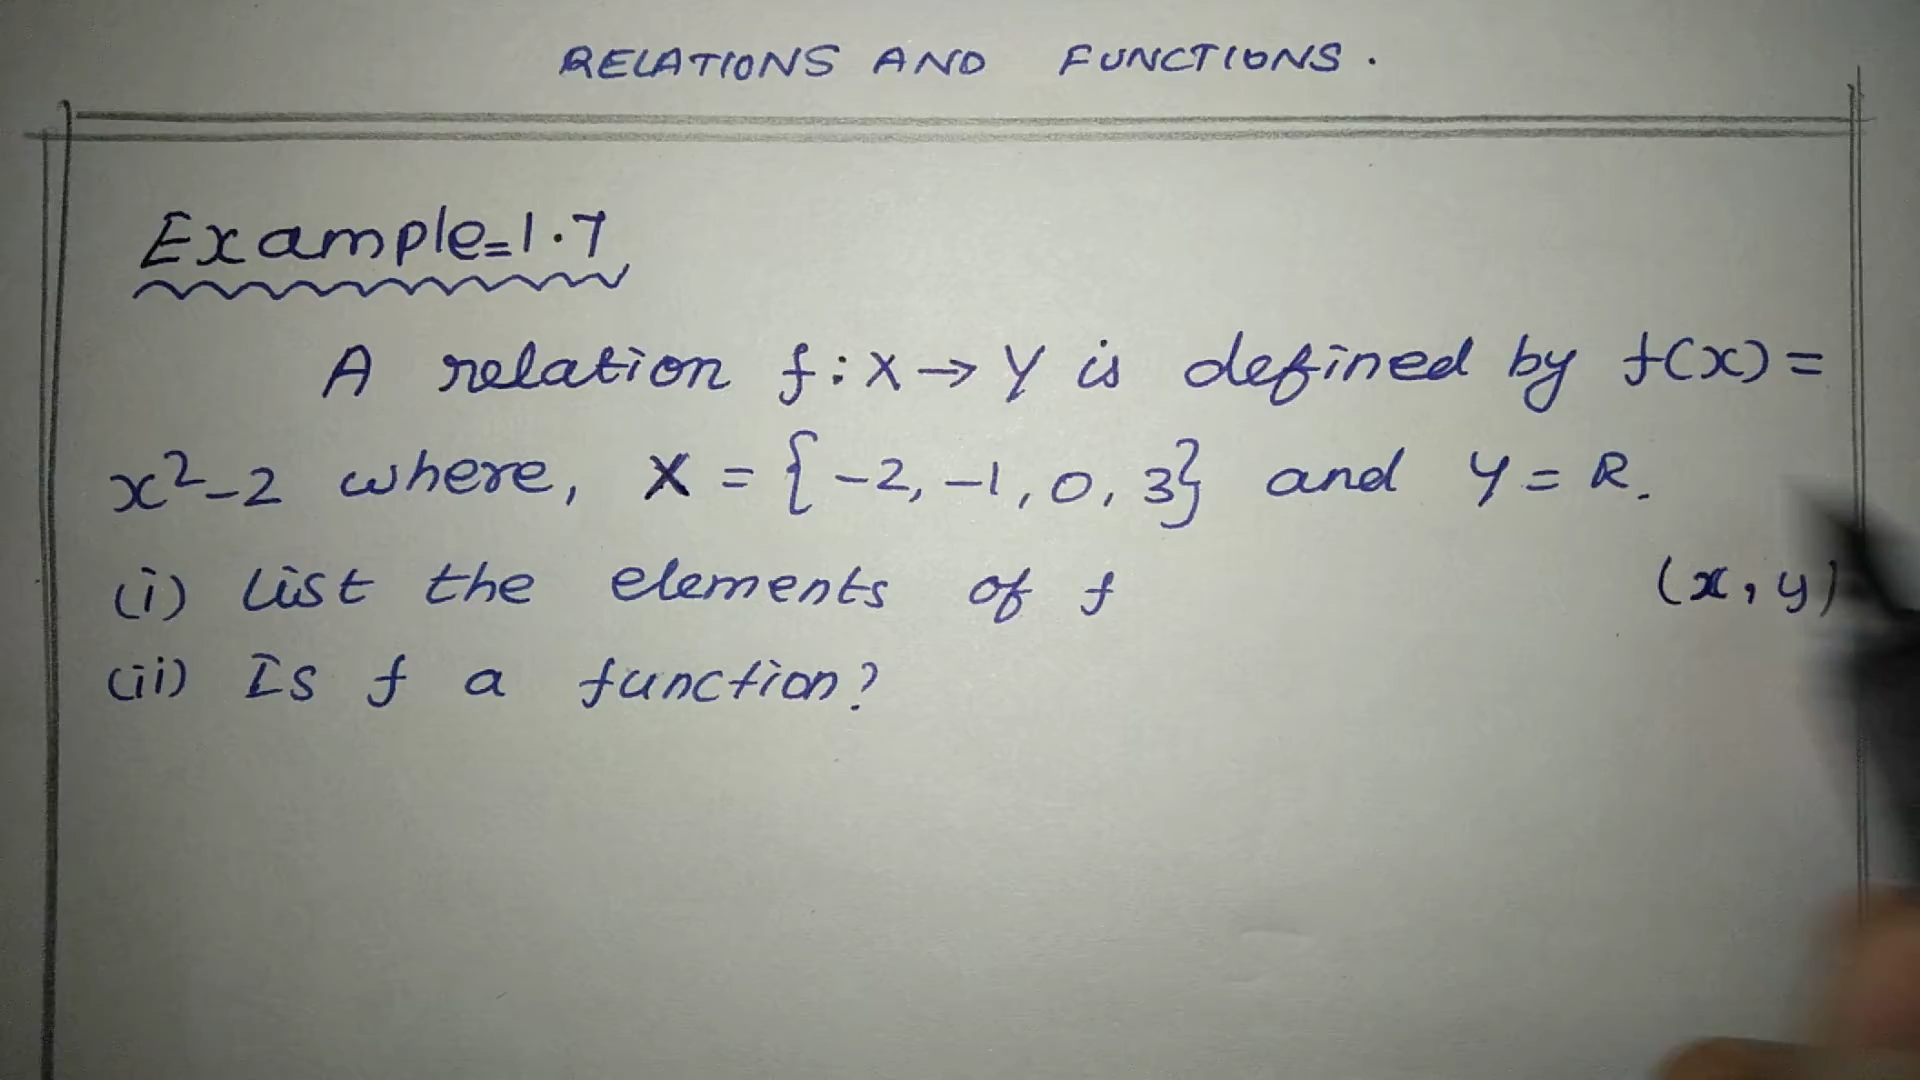 RELATIONS AND FUNCTIONS.
Example=1.7
A relation f:X→Y is defined by f(x)=
x²-2 where, X = {-2,-1,0,3} and Y=R.
(i) List the elements of f (x,y)
(ii) Is f a function?